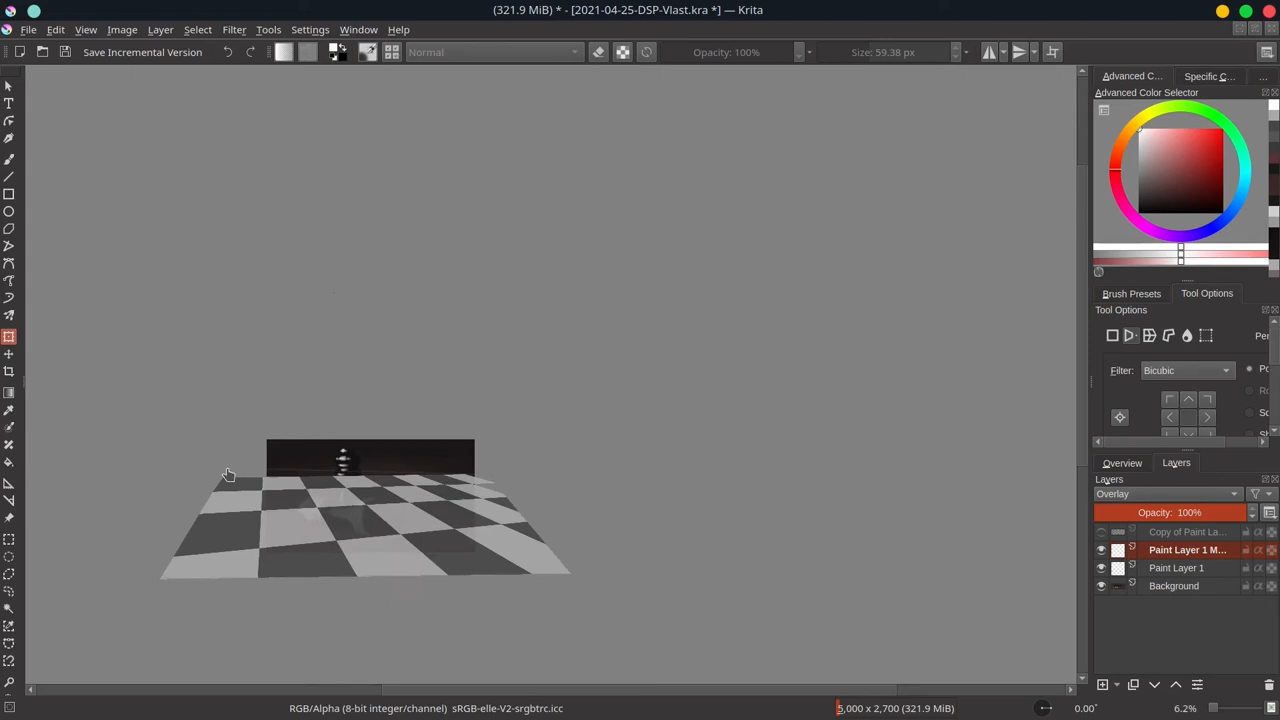 (321.9 MiB) * - [2021-04-25-DSP-Vlast.kra *] — Krita
File Edit View Image Layer Select Filter Tools Settings Window Help
Save Incremental Version Normal Opacity: 100% Size: 59.38 px
Advanced C... Specific C... ...
Advanced Color Selector
Brush Presets Tool Options
Tool Options
Filter: Bicubic
Overview Layers
Layers
Overlay
Opacity: 100%
Copy of Paint La...
Paint Layer 1 M...
Paint Layer 1
Background
RGB/Alpha (8-bit integer/channel) sRGB-elle-V2-srgbtrc.icc 5,000 x 2,700 (321.9 MiB) 0.00° 6.2%